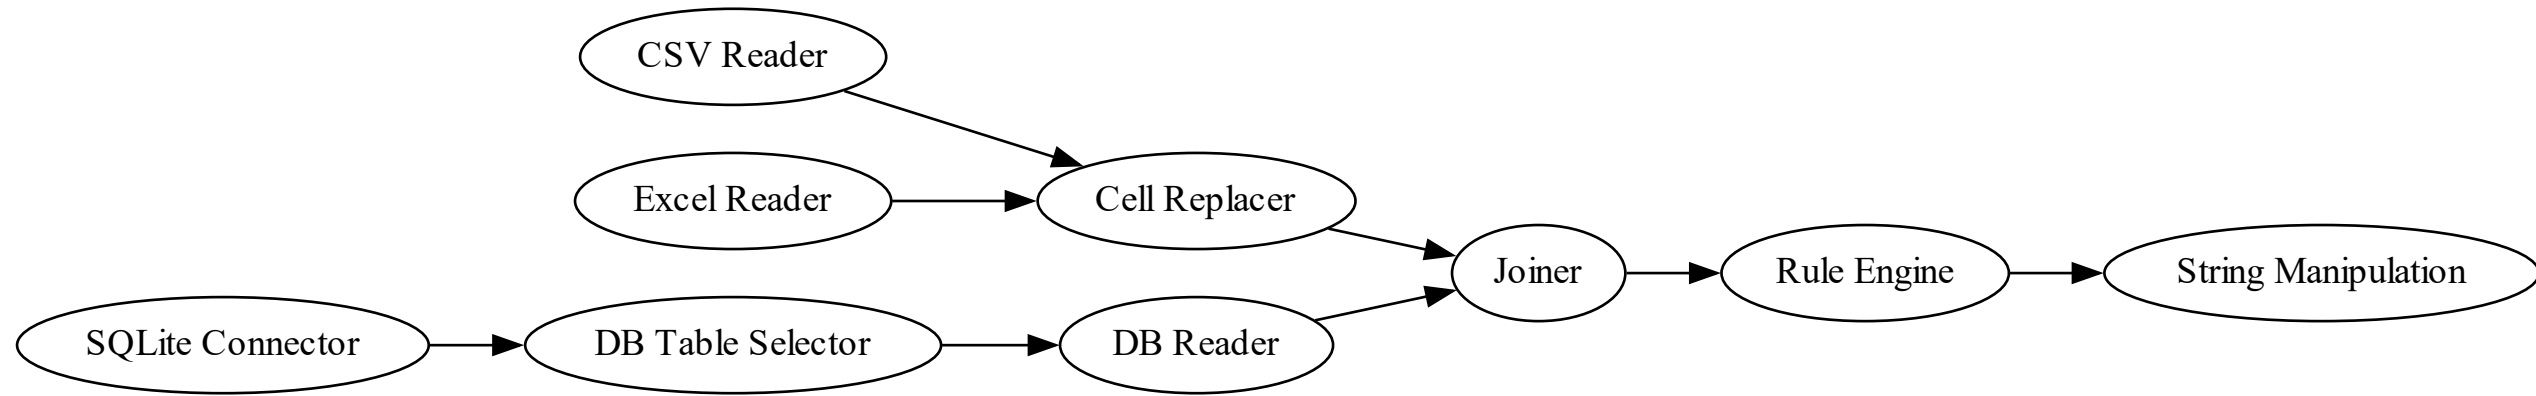 CSV Reader
Excel Reader
Cell Replacer
Joiner
Rule Engine
String Manipulation
SQLite Connector
DB Table Selector
DB Reader